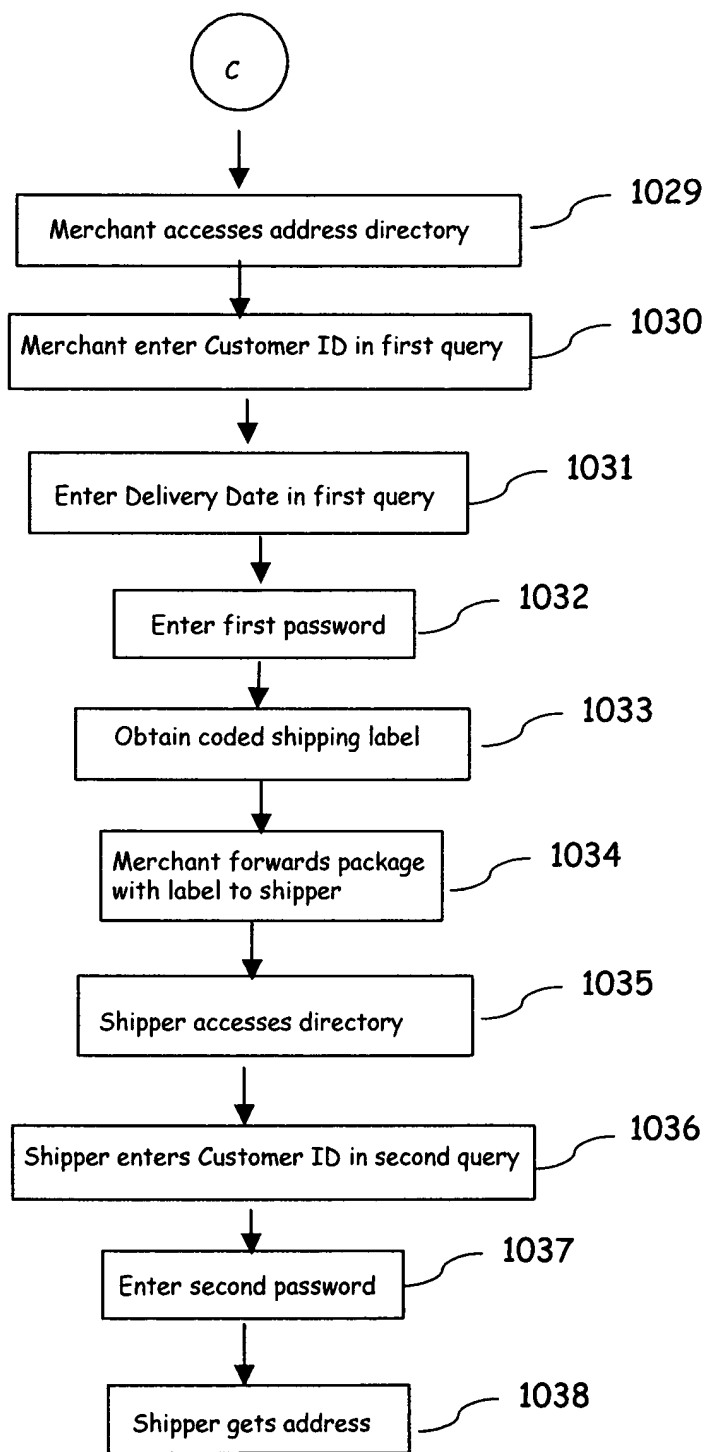 C
1029
Merchant accesses address directory
1030
Merchant enter Customer ID in first query
1031
Enter Delivery Date in first query
1032
Enter first password
1033
Obtain coded shipping label
1034
Merchant forwards package
with label to shipper
1035
Shipper accesses directory
1036
Shipper enters Customer ID in second query
1037
Enter second password
1038
Shipper gets address